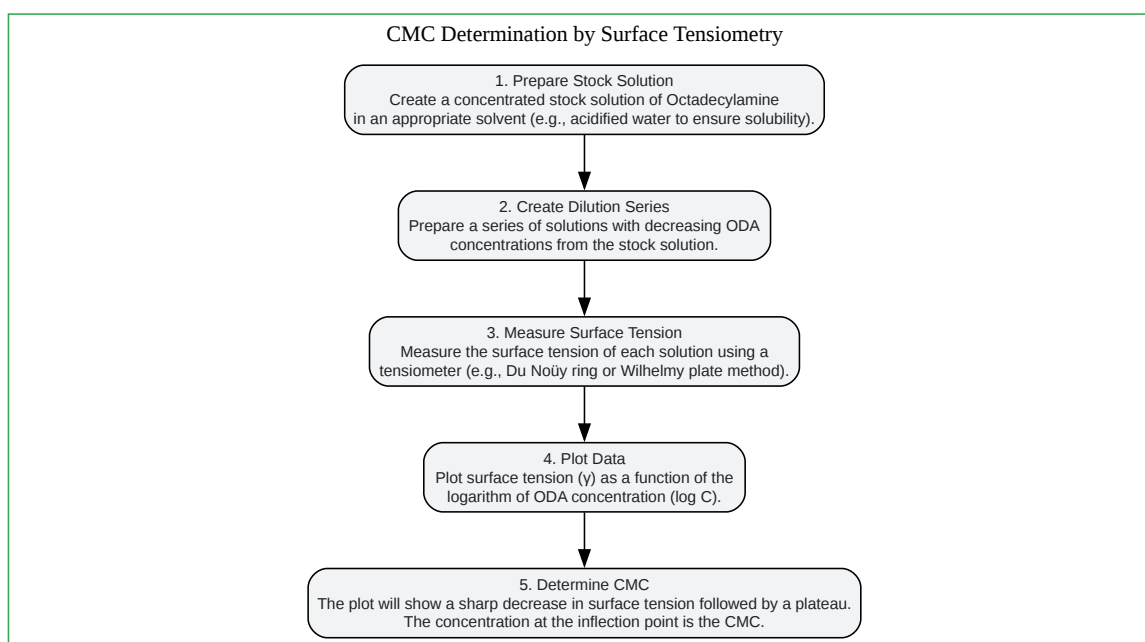 CMC Determination by Surface Tensiometry
1. Prepare Stock Solution
Create a concentrated stock solution of Octadecylamine
in an appropriate solvent (e.g., acidified water to ensure solubility).
2. Create Dilution Series
Prepare a series of solutions with decreasing ODA
concentrations from the stock solution.
3. Measure Surface Tension
Measure the surface tension of each solution using a
tensiometer (e.g., Du Noüy ring or Wilhelmy plate method).
4. Plot Data
Plot surface tension (γ) as a function of the
logarithm of ODA concentration (log C).
5. Determine CMC
The plot will show a sharp decrease in surface tension followed by a plateau.
The concentration at the inflection point is the CMC.